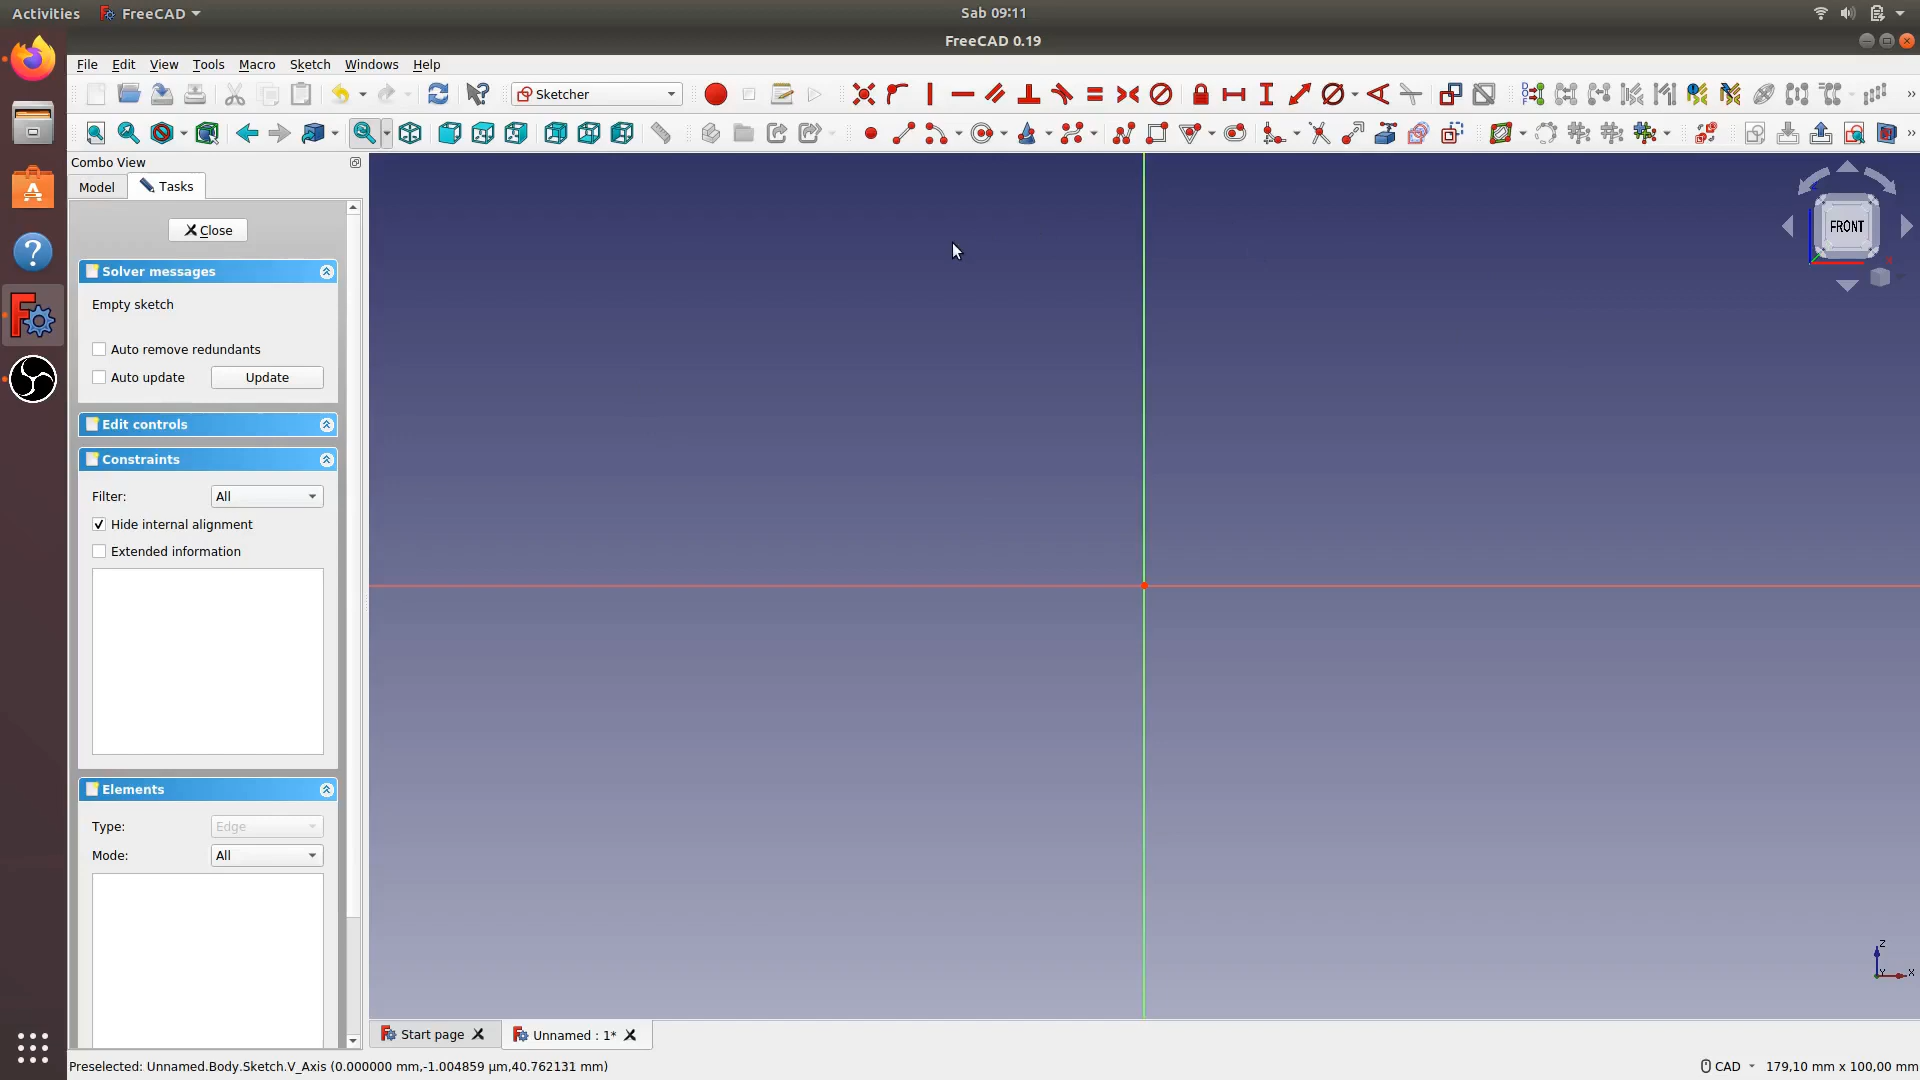 Activities FreeCAD Sab 09:11
FreeCAD 0.19
File Edit View Tools Macro Sketch Windows Help
Sketcher
Combo View
Model Tasks
Close
Solver messages
Empty sketch
Auto remove redundants
Auto update Update
Edit controls
Constraints
Filter: All
Hide internal alignment
Extended information
Elements
Type: Edge
Mode: All
FRONT
Z
X
Y
Z
X
Start page Unnamed : 1*
Preselected: Unnamed.Body.Sketch.V_Axis (0.000000 mm,-1.004859 µm,40.762131 mm) CAD 179,10 mm x 100,00 mm